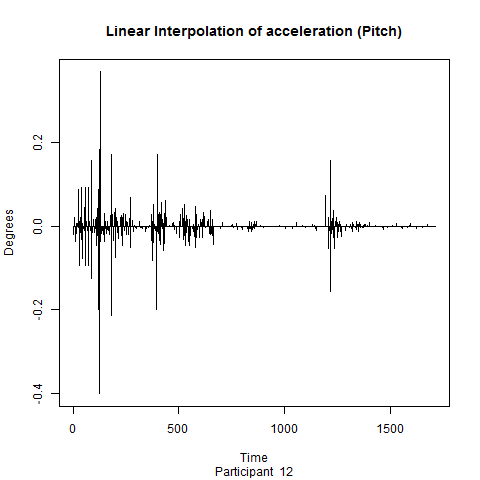 Linear Interpolation of acceleration (Pitch)
Degrees
0.2
0.0
-0.2
-0.4
0 500 1000 1500
Time
Participant 12